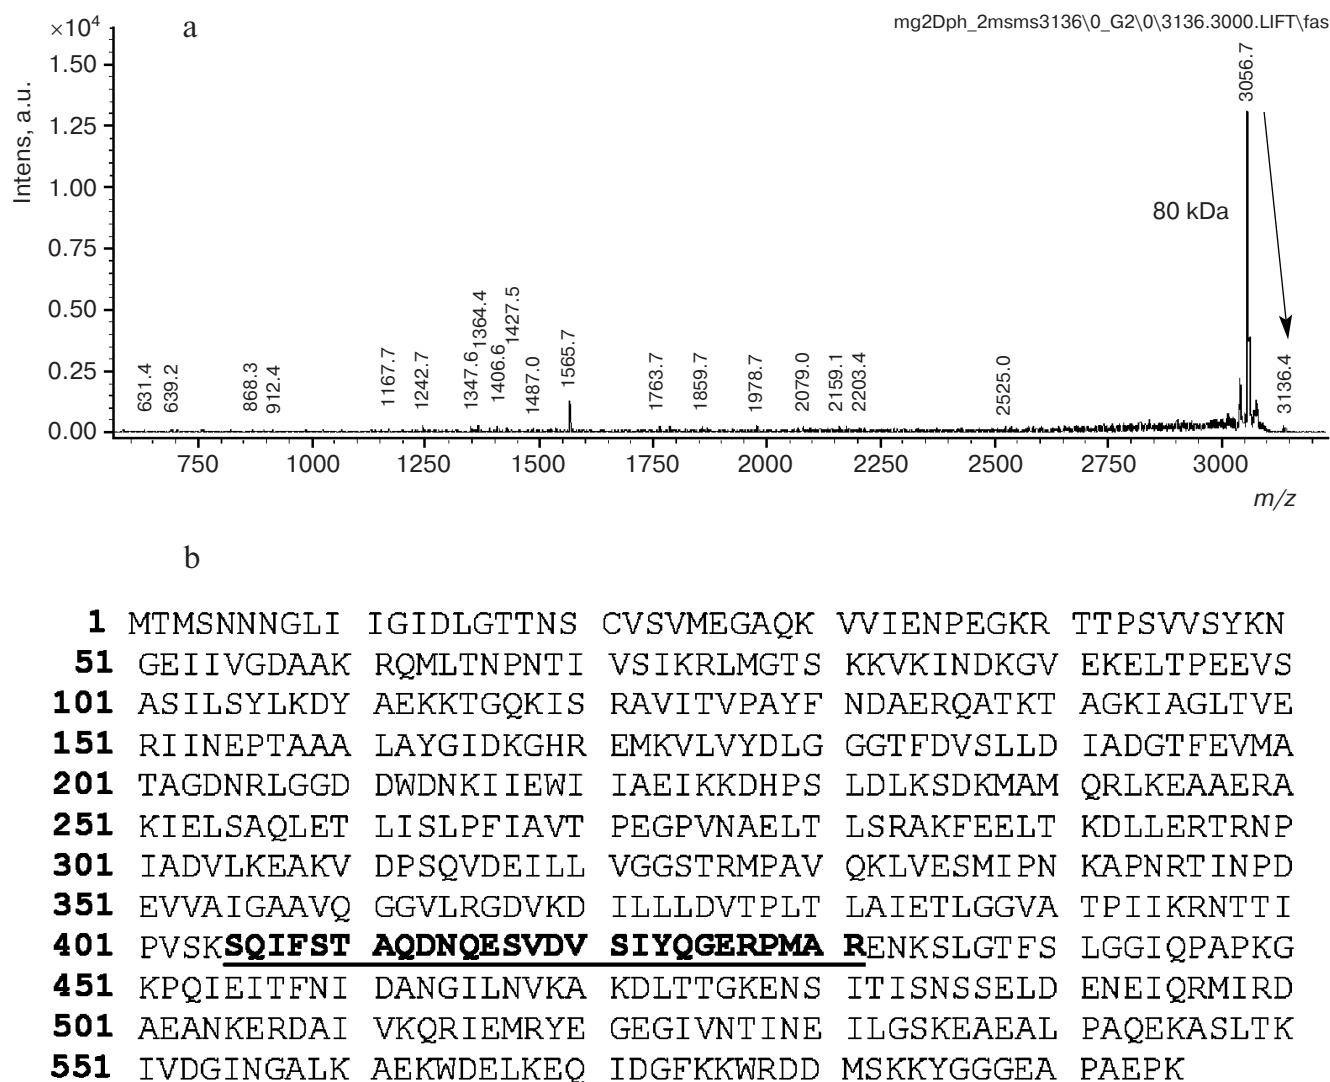 mg2Dph_2msms3136\0_G2\0\3136.3000.LIFT\fas
×10⁴
a
Intens, a.u.
1.50
1.25
1.00
0.75
0.50
0.25
0.00
631.4
639.2
868.3
912.4
1167.7
1242.7
1347.6
1364.4
1406.6
1427.5
1487.0
1565.7
1763.7
1859.7
1978.7
2079.0
2159.1
2203.4
2525.0
3056.7
80 kDa
3136.4
750 1000 1250 1500 1750 2000 2250 2500 2750 3000
m/z
b
1 MTMSNNNGLI IGIDLGTTNS CVSVMEGAQK VVIENPEGKR TTPSVVSYKN
51 GEIIVGDAAK RQMLTNPNTI VSIKRLMGTS KKVKINDKGV EKELTPEEVS
101 ASILSYLKDY AEKKTGQKIS RAVITVPAYF NDAERQATKT AGKIAGLTVE
151 RIINEPTAAA LAYGIDKGHR EMKVLVYDLG GGTFDVSLLD IADGTFEVMA
201 TAGDNRLGGD DWDNKIIEWI IAEIKKDHPS LDLKSDKMAM QRLKEAAERA
251 KIELSAQLET LISLPFIAVT PEGPVNAELT LSRAKFEELT KDLLERTRNP
301 IADVLKEAKV DPSQVDEILL VGGSTRMPAV QKLVESMIPN KAPNRTINPD
351 EVVAIGAAVQ GGVLRGDVKD ILLLDVTPLT LAIETLGGVA TPIIKRNTTI
401 PVSKSQIFST AQDNQESVDV SIYQGERPMA RENKSLGTFS LGGIQPAPKG
451 KPQIEITFNI DANGILNVKA KDLTTGKENS ITISNSSELD ENEIQRMIRD
501 AEANKERDAI VKQRIEMRYE GEGIVNTINE ILGSKEAEAL PAQEKASLTK
551 IVDGINGALK AEKWDELKEQ IDGFKKWRDD MSKKYGGGEA PAEPK